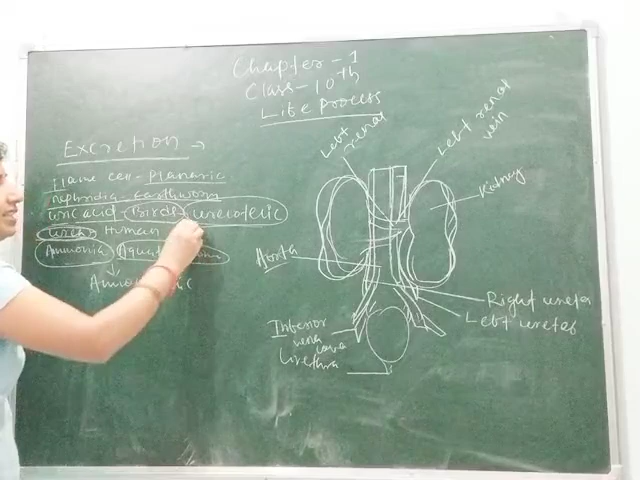 Chapter - 1
Class - 10th
Life Process
Excretion →
Flame cell - Planaria
nephridia - earthworm
uric acid - Birds - 
urea Human
Ammonia
Left renal
Left renal vein
Kidney
Aorta
Right ureter
Left ureter
Inferior
vena cava
Urethra